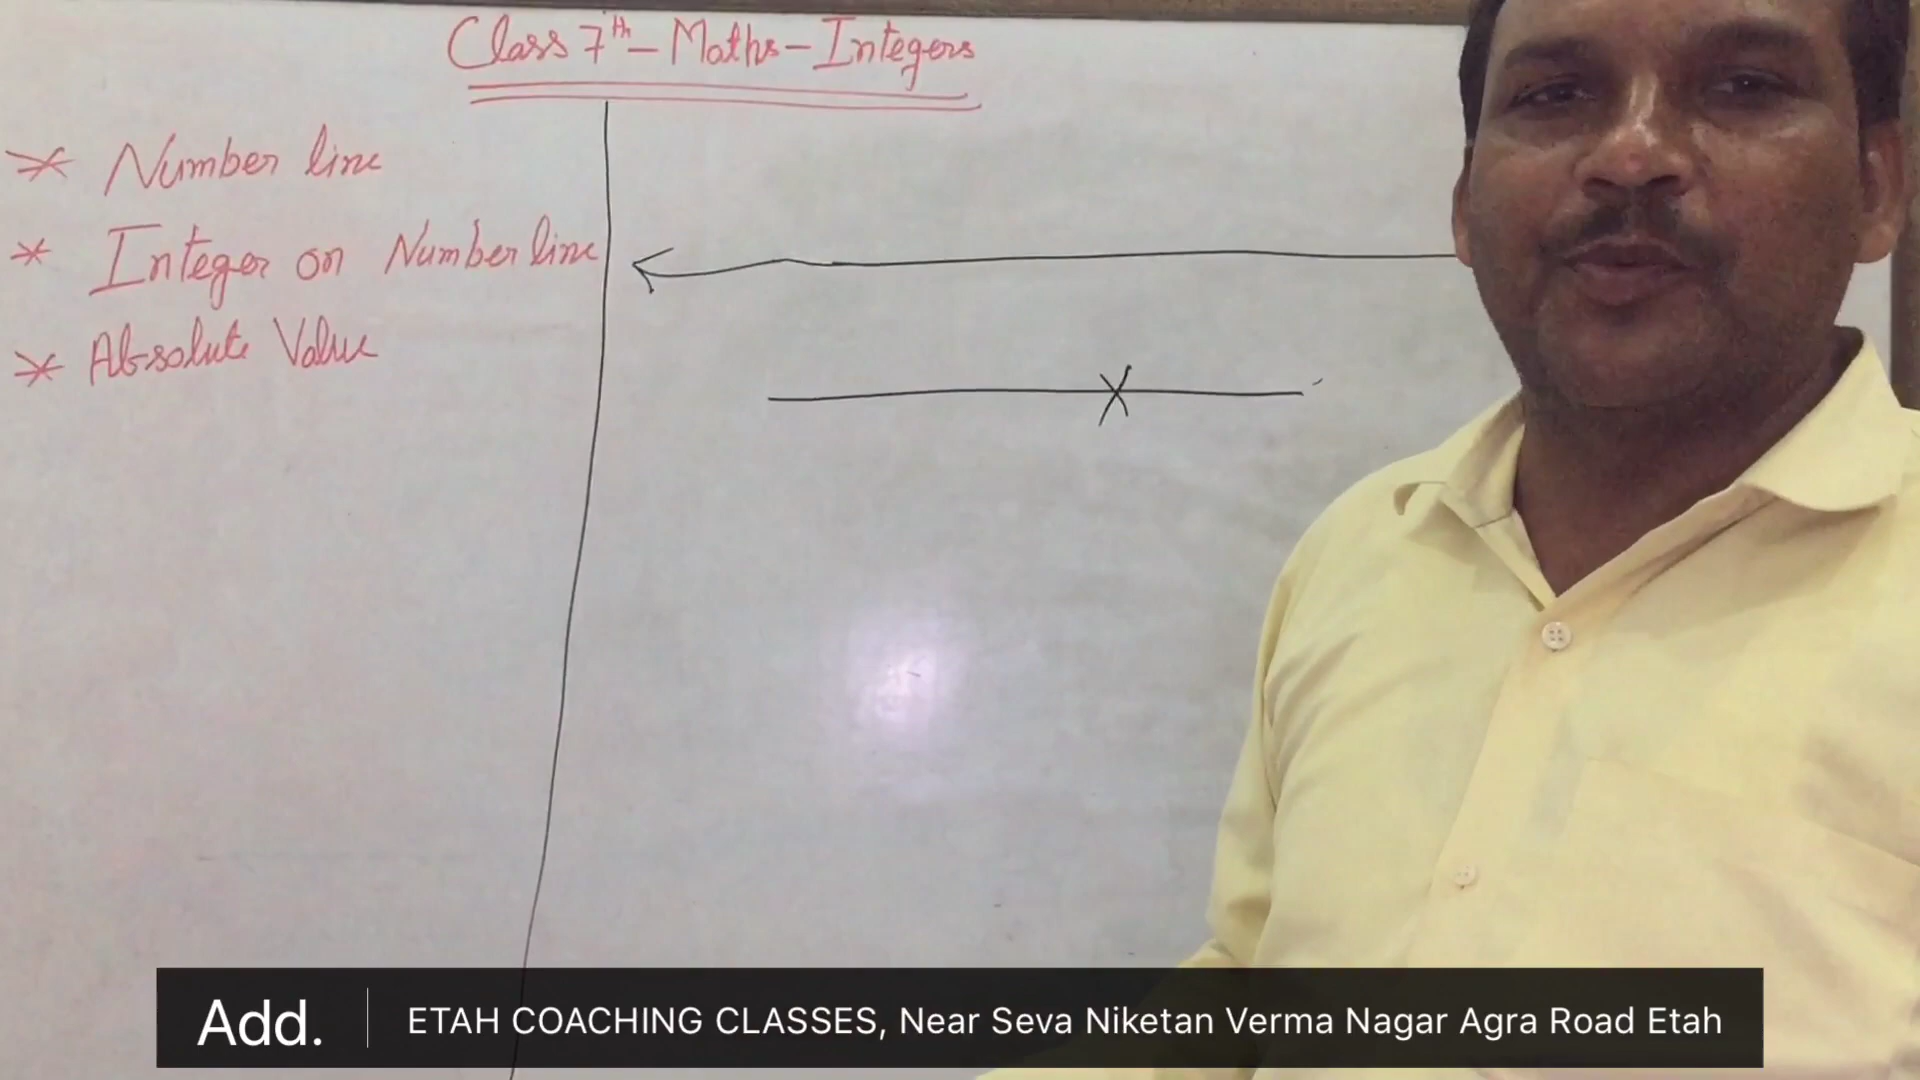 Class 7th - Maths - Integers
* Number line
* Integer on Number line
* Absolute Value
Add.
ETAH COACHING CLASSES, Near Seva Niketan Verma Nagar Agra Road Etah